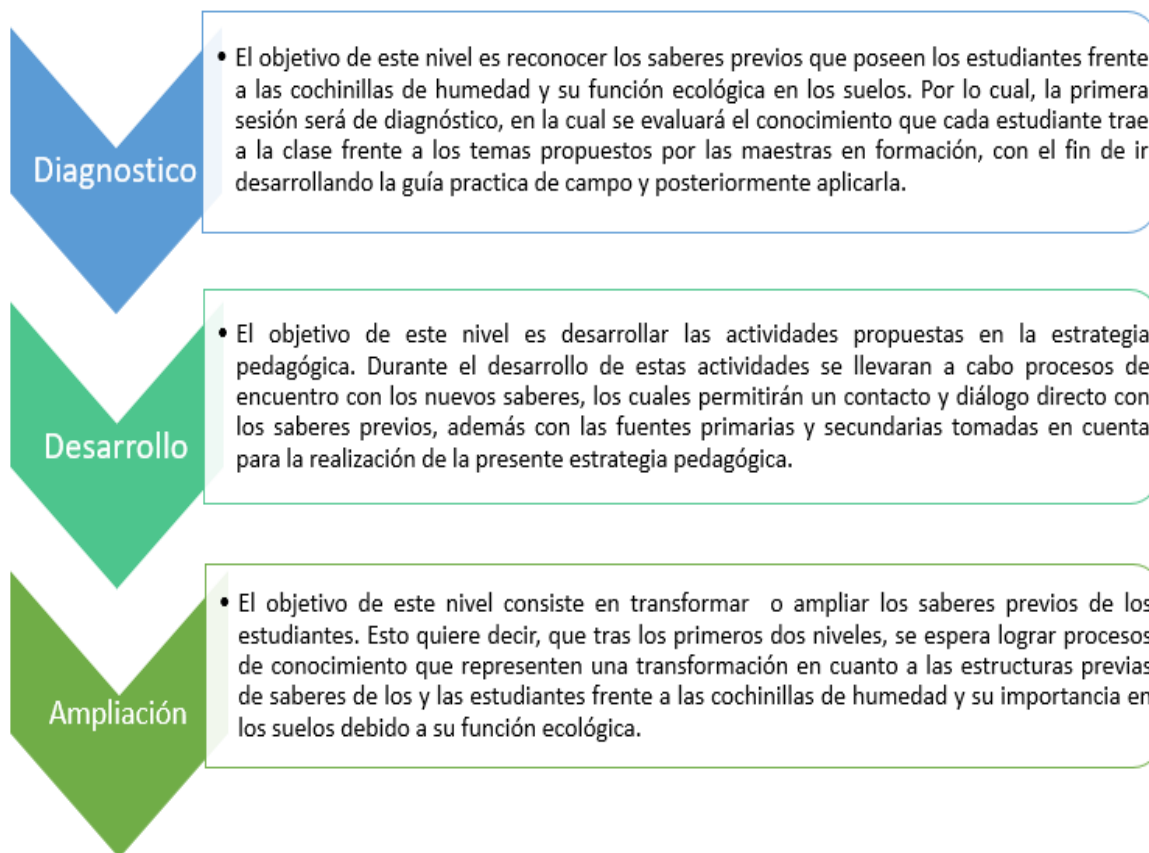 Diagnostico
• El objetivo de este nivel es reconocer los saberes previos que poseen los estudiantes frente
a las cochinillas de humedad y su función ecológica en los suelos. Por lo cual, la primera
sesión será de diagnóstico, en la cual se evaluará el conocimiento que cada estudiante trae
a la clase frente a los temas propuestos por las maestras en formación, con el fin de ir
desarrollando la guía practica de campo y posteriormente aplicarla.
Desarrollo
• El objetivo de este nivel es desarrollar las actividades propuestas en la estrategia
pedagógica. Durante el desarrollo de estas actividades se llevaran a cabo procesos de
encuentro con los nuevos saberes, los cuales permitirán un contacto y diálogo directo con
los saberes previos, además con las fuentes primarias y secundarias tomadas en cuenta
para la realización de la presente estrategia pedagógica.
Ampliación
• El objetivo de este nivel consiste en transformar o ampliar los saberes previos de los
estudiantes. Esto quiere decir, que tras los primeros dos niveles, se espera lograr procesos
de conocimiento que representen una transformación en cuanto a las estructuras previas
de saberes de los y las estudiantes frente a las cochinillas de humedad y su importancia en
los suelos debido a su función ecológica.